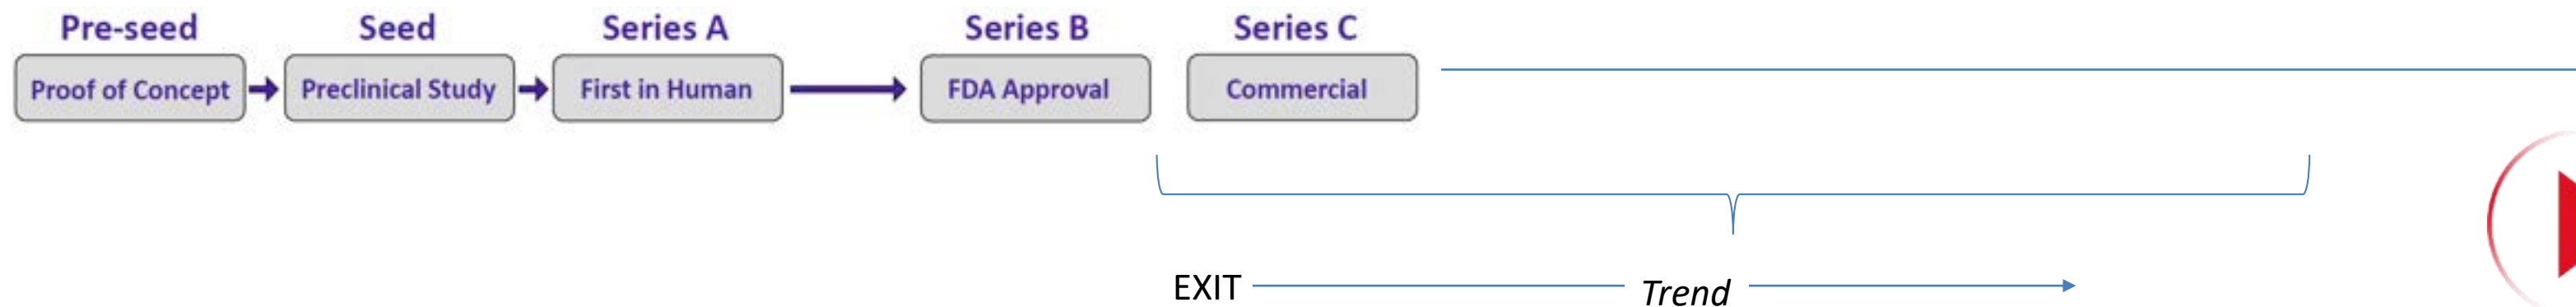 Pre-seed Seed Series A Series B Series C
Proof of Concept Preclinical Study First in Human FDA Approval Commercial
EXIT Trend